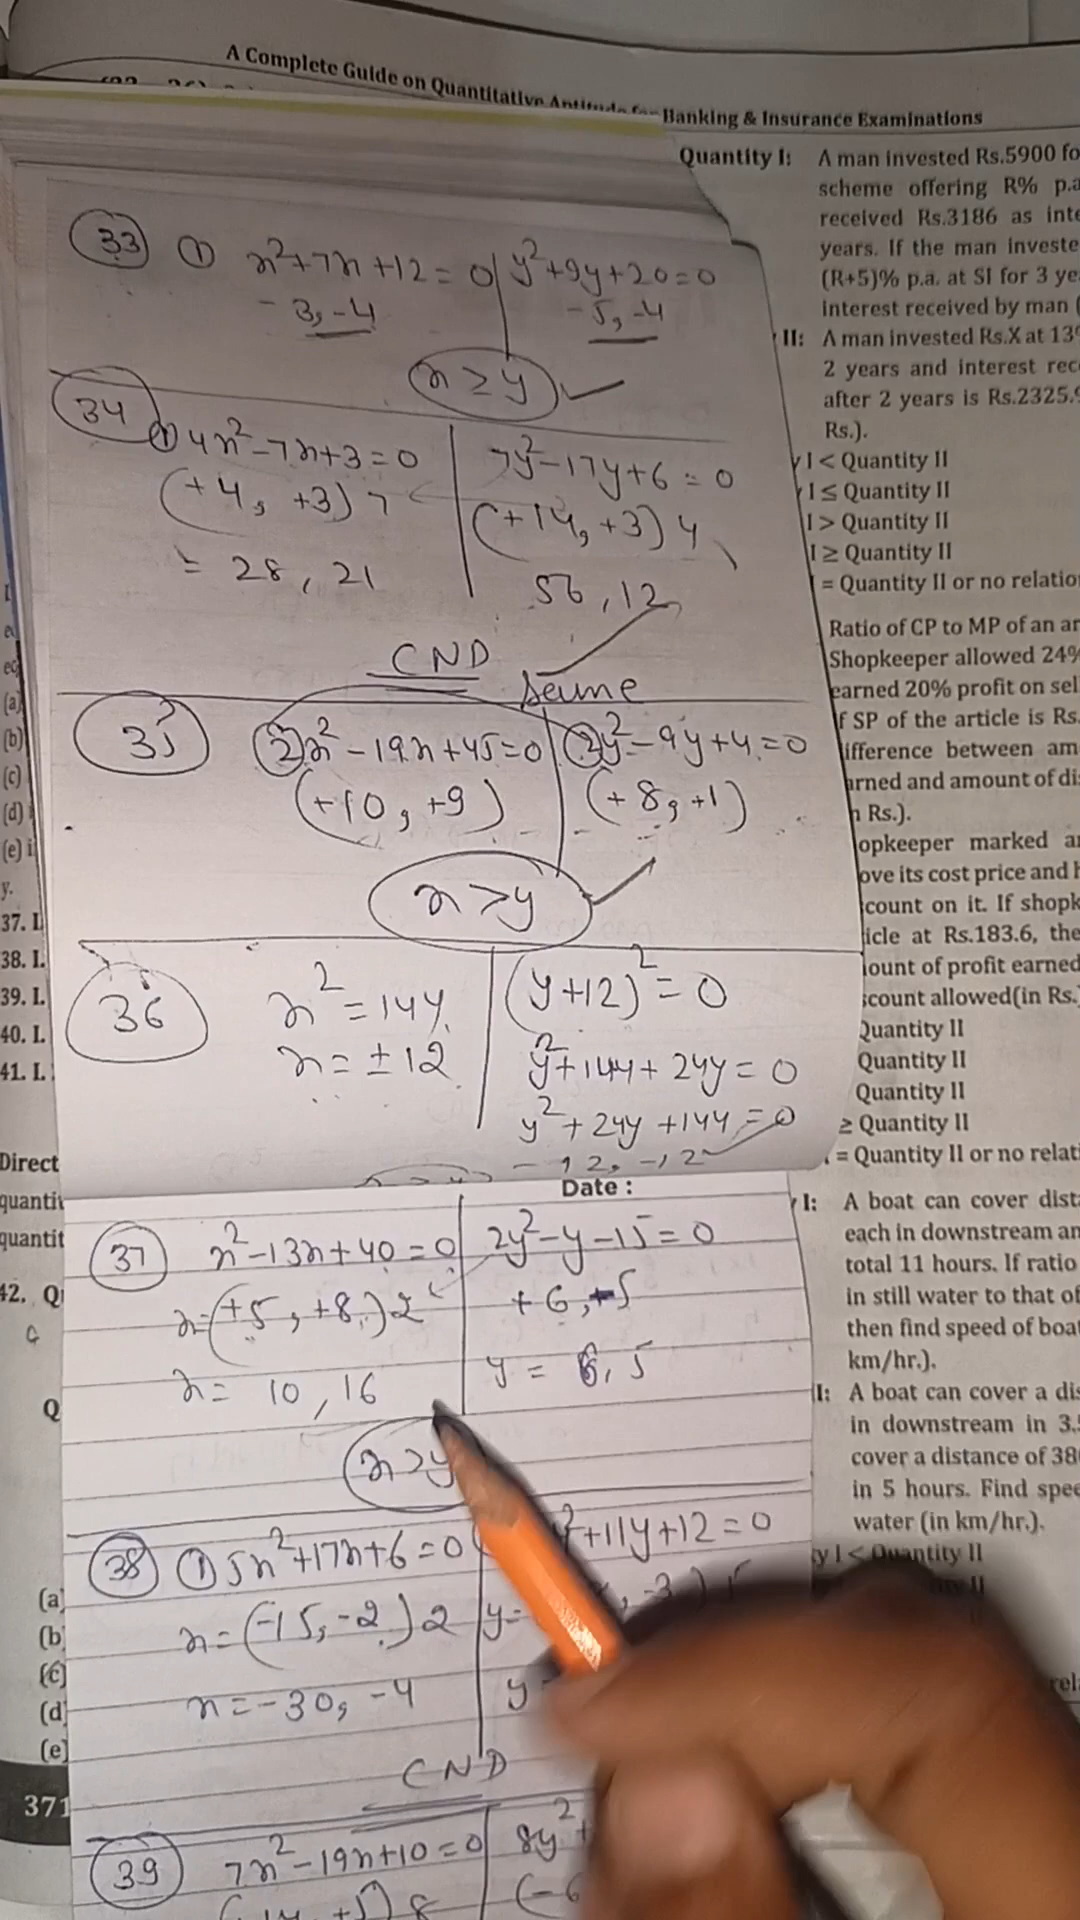 A Complete Guide on Quantitative Aptitude for Banking & Insurance Examinations
Quantity I: A man invested Rs.5900 fo
scheme offering R% p.a
received Rs.3186 as inte
years. If the man investe
(R+5)% p.a. at SI for 3 ye
interest received by man (
II: A man invested Rs.X at 13
2 years and interest rec
after 2 years is Rs.2325.
Rs.).
I < Quantity II
I ≤ Quantity II
I > Quantity II
I ≥ Quantity II
= Quantity II or no relatio
Ratio of CP to MP of an ar
Shopkeeper allowed 24%
earned 20% profit on sel
f SP of the article is Rs.
ifference between am
arned and amount of di
n Rs.).
opkeeper marked a
ove its cost price and h
count on it. If shopk
icle at Rs.183.6, the
ount of profit earned
scount allowed(in Rs.
Quantity II
Quantity II
Quantity II
≥ Quantity II
= Quantity II or no relati
I: A boat can cover dist
each in downstream an
total 11 hours. If ratio
in still water to that of
then find speed of boat
km/hr.).
I: A boat can cover a dis
in downstream in 3.
cover a distance of 38
in 5 hours. Find spee
water (in km/hr.).
y I < Quantity II
33 ① x²+7x+12=0 | y²+9y+20=0
-3, -4 | -5, -4
x ≥ y ✓
34 ① 4x²-7x+3=0 | 7y²-17y+6=0
(+4, +3) 7 | (+14, +3) 4
= 28, 21 | 56, 12
CND
same
35 2x²-19x+45=0 | 2y²-9y+4=0
(+10, +9) | (+8, +1)
x > y ✓
36 x²=144 | (y+12)²=0
x=±12 | y²+144+24y=0
y²+24y+144=0
-12, -12
Date :
37 x²-13x+40=0 | 2y²-y-15=0
x=(+5, +8)2 | +6, -5
x= 10, 16 | y = 6, 5
x > y
38 ① 5x²+17x+6=0 | y²+11y+12=0
x=(-15, -2)2 | y= , -3)
x=-30, -4 | y
CND
39 7x²-19x+10=0 | 8y²+
+5) 8 | (-6
(a)
(b)
(c)
(d)
(e) i
y.
37. I.
38. I.
39. I.
40. I.
41. I.
Direct
quanti
quantit
42. Q
Q
(a)
(b)
(c)
(d)
(e)
371